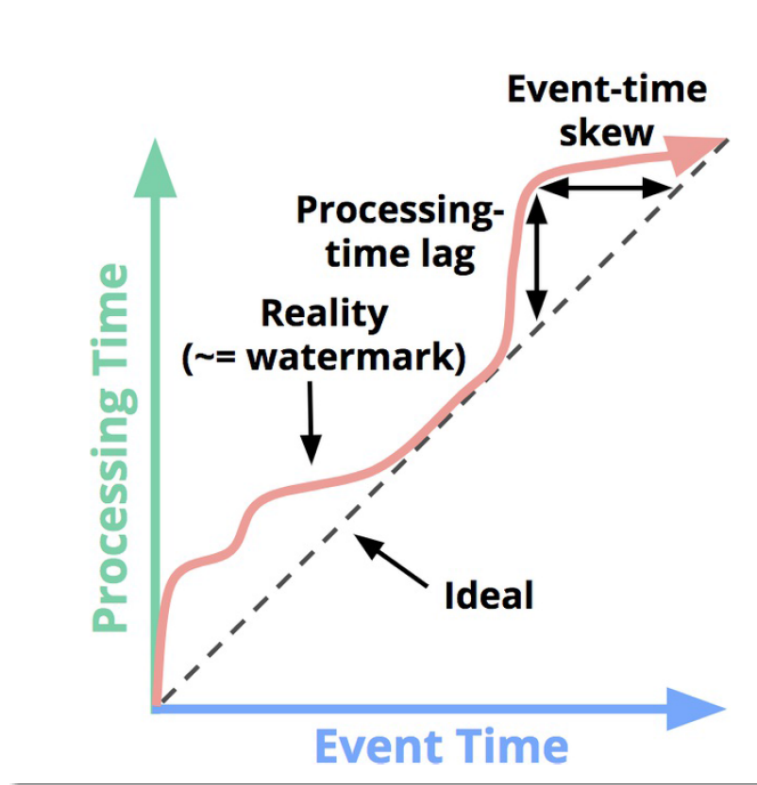 Event-time
skew
Processing-
time lag
Reality
(~= watermark)
Processing Time
Ideal
Event Time